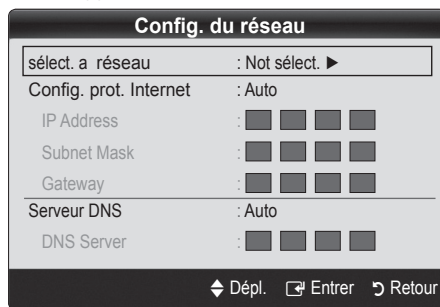 Config. du réseau
sélect. a réseau : Not sélect. ▶
Config. prot. Internet : Auto
IP Address :
Subnet Mask :
Gateway :
Serveur DNS : Auto
DNS Server :
Dépl. Entrer Retour